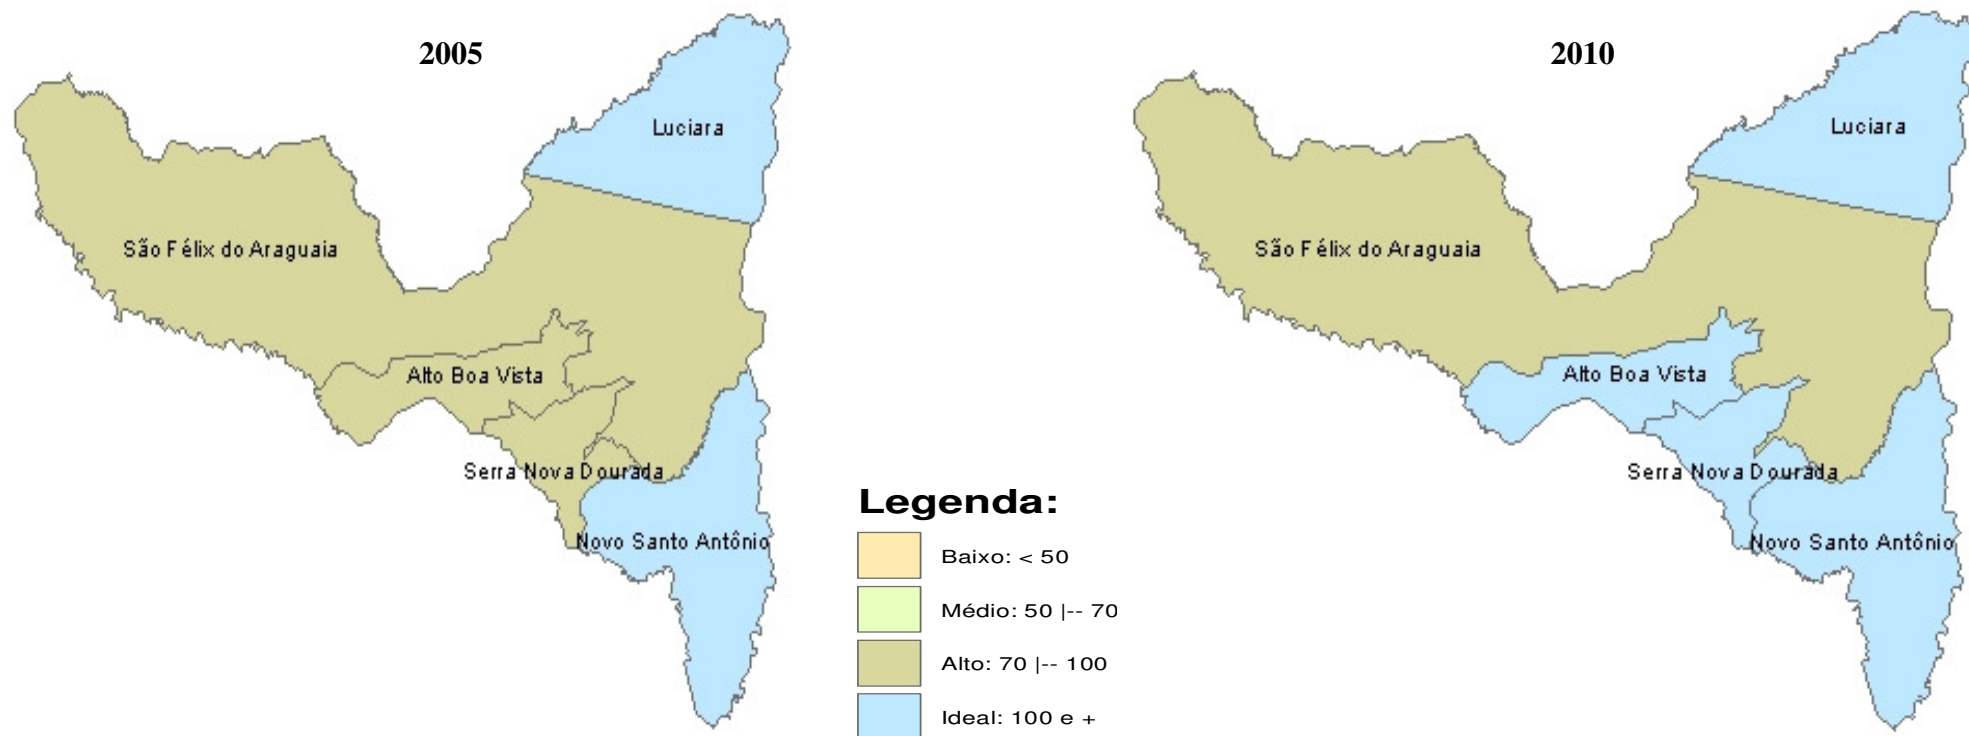 2005
Luciara
São Félix do Araguaia
Alto Boa Vista
Serra Nova Dourada
Novo Santo Antônio
2010
Luciara
São Félix do Araguaia
Alto Boa Vista
Serra Nova Dourada
Novo Santo Antônio
Legenda:
Baixo: < 50
Médio: 50 |-- 70
Alto: 70 |-- 100
Ideal: 100 e +